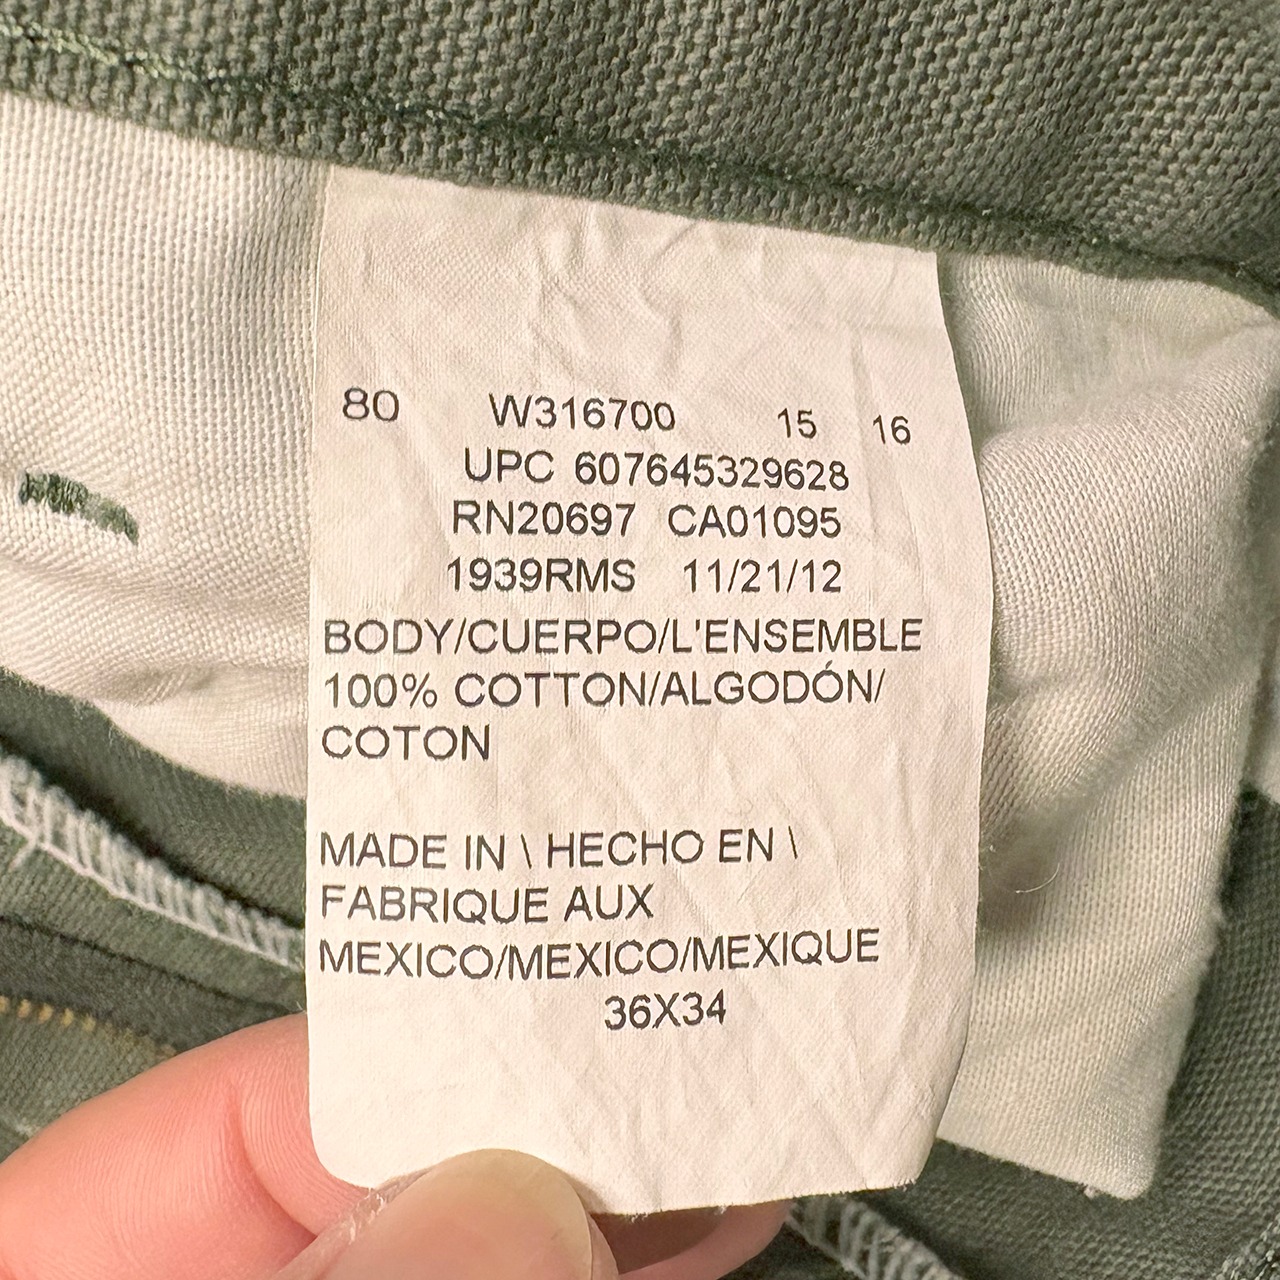 80 W316700 15 16
UPC 607645329628
RN20697 CA01095
1939RMS 11/21/12
BODY/CUERPO/L'ENSEMBLE
100% COTTON/ALGODÓN/
COTON
MADE IN \ HECHO EN \
FABRIQUE AUX
MEXICO/MEXICO/MEXIQUE
36X34